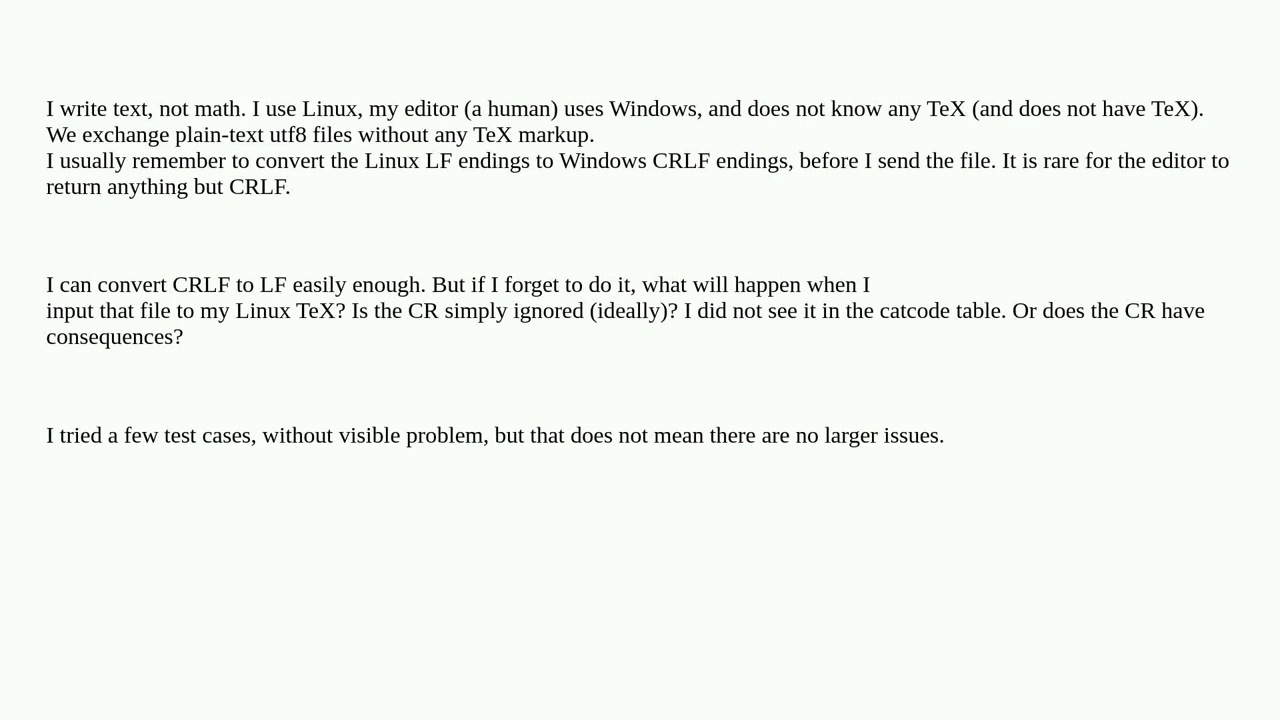 I write text, not math. I use Linux, my editor (a human) uses Windows, and does not know any TeX (and does not have TeX).
We exchange plain-text utf8 files without any TeX markup.
I usually remember to convert the Linux LF endings to Windows CRLF endings, before I send the file. It is rare for the editor to
return anything but CRLF.
I can convert CRLF to LF easily enough. But if I forget to do it, what will happen when I
input that file to my Linux TeX? Is the CR simply ignored (ideally)? I did not see it in the catcode table. Or does the CR have
consequences?
I tried a few test cases, without visible problem, but that does not mean there are no larger issues.